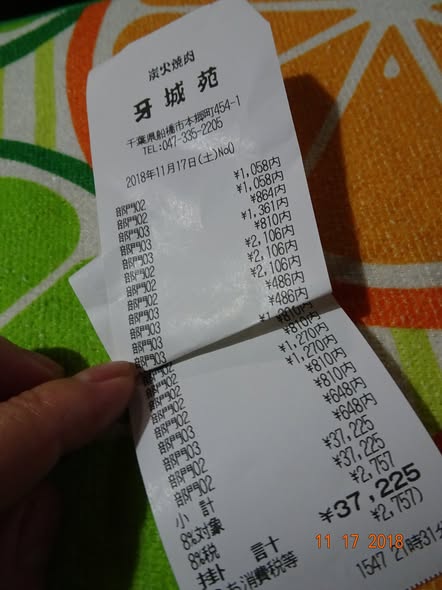 炭火焼肉
牙城苑
千葉県船橋市本郷町454-1
TEL:047-335-2205
2018年11月17日(土)No0
部門02 ¥1,058内
部門02 ¥1,058内
部門03 ¥864内
部門03 ¥1,361内
部門03 ¥810内
部門02 ¥2,106内
部門02 ¥2,106内
部門02 ¥2,106内
部門03 ¥486内
部門03 ¥486内
部門03
部門02 ¥810内
部門02 ¥1,270内
部門02 ¥1,270内
部門03 ¥810内
部門03 ¥810内
部門02 ¥648内
部門02 ¥648内
小計 ¥37,225
8%対象 ¥37,225
8%税 ¥2,757
掛計 ¥37,225
消費税等 ¥2,757)
1547 21時31
11 17 2018